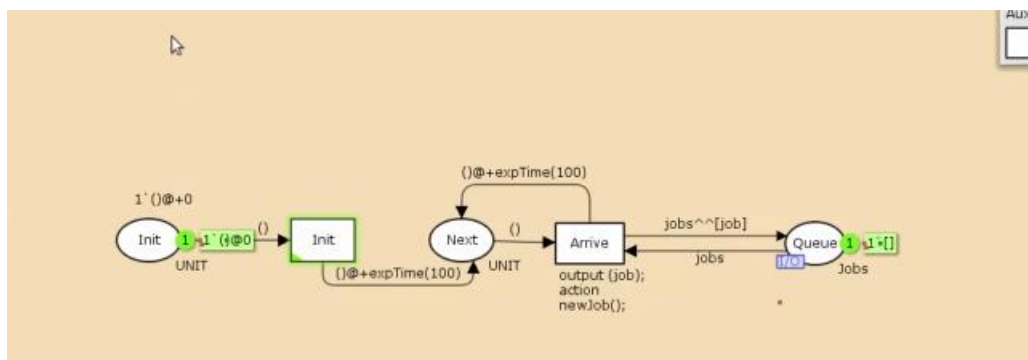 Aux
1`()@+0
Init
1
1`()@0
()
UNIT
Init
()@+expTime(100)
()@+expTime(100)
Next
()
UNIT
Arrive
output (job);
action
newJob();
jobs^^[job]
jobs
Queue
1
1`[]
I/O
Jobs